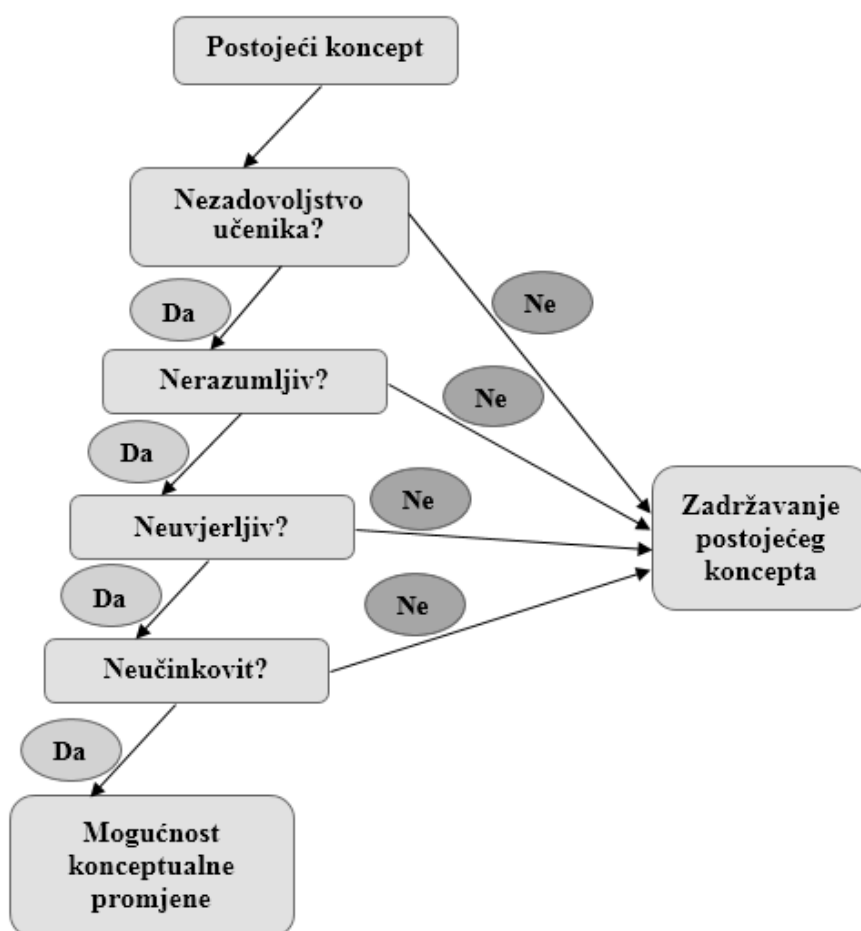 Postojeći koncept
Nezadovoljstvo
učenika?
Da
Ne
Nerazumljiv?
Ne
Da
Neuvjerljiv?
Ne
Zadržavanje
postojećeg
koncepta
Da
Ne
Neučinkovit?
Da
Mogućnost
konceptualne
promjene